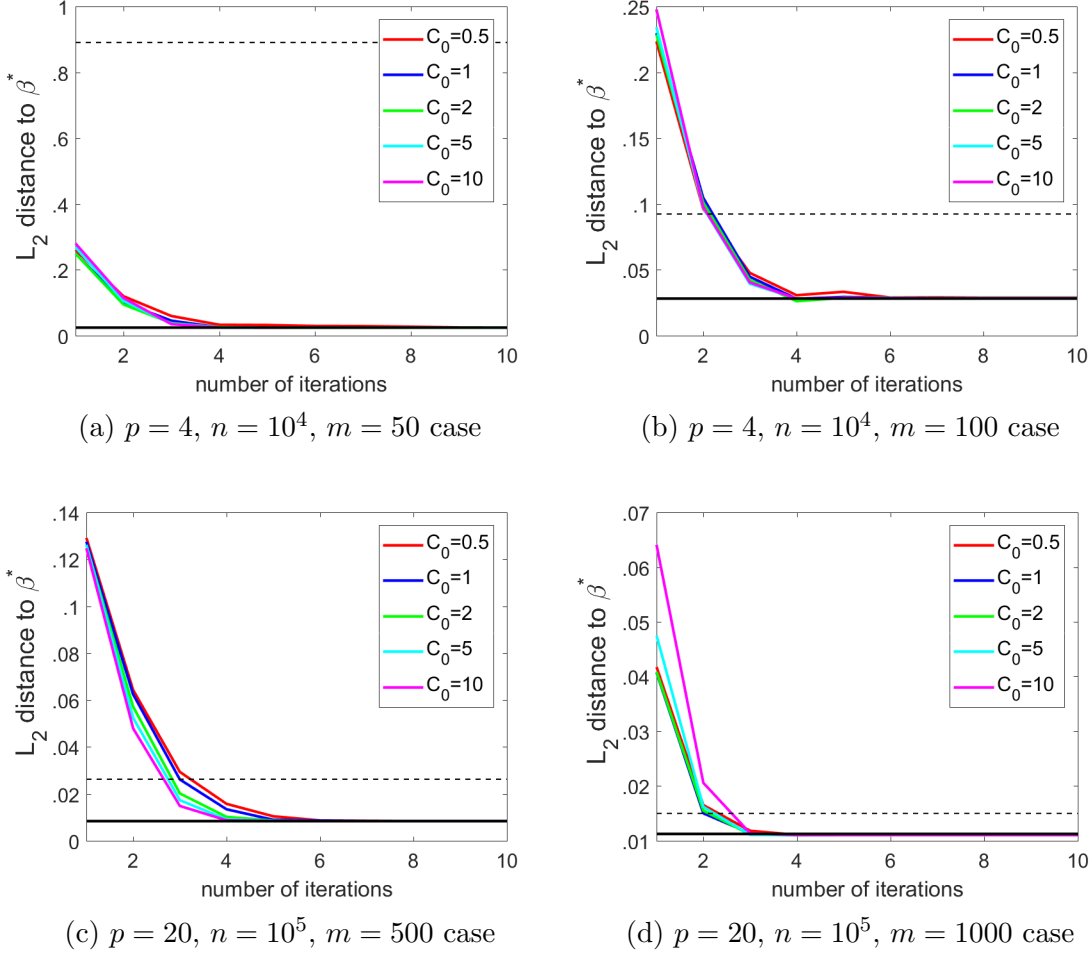 1
.8
.6
.4
.2
0
2
4
6
8
10
L2 distance to β*
number of iterations
C0=0.5
C0=1
C0=2
C0=5
C0=10
(a) p = 4, n = 10^4, m = 50 case
.25
.2
.15
.1
.05
0
2
4
6
8
10
L2 distance to β*
number of iterations
C0=0.5
C0=1
C0=2
C0=5
C0=10
(b) p = 4, n = 10^4, m = 100 case
.14
.12
.1
.08
.06
.04
.02
0
2
4
6
8
10
L2 distance to β*
number of iterations
C0=0.5
C0=1
C0=2
C0=5
C0=10
(c) p = 20, n = 10^5, m = 500 case
.07
.06
.05
.04
.03
.02
.01
2
4
6
8
10
L2 distance to β*
number of iterations
C0=0.5
C0=1
C0=2
C0=5
C0=10
(d) p = 20, n = 10^5, m = 1000 case